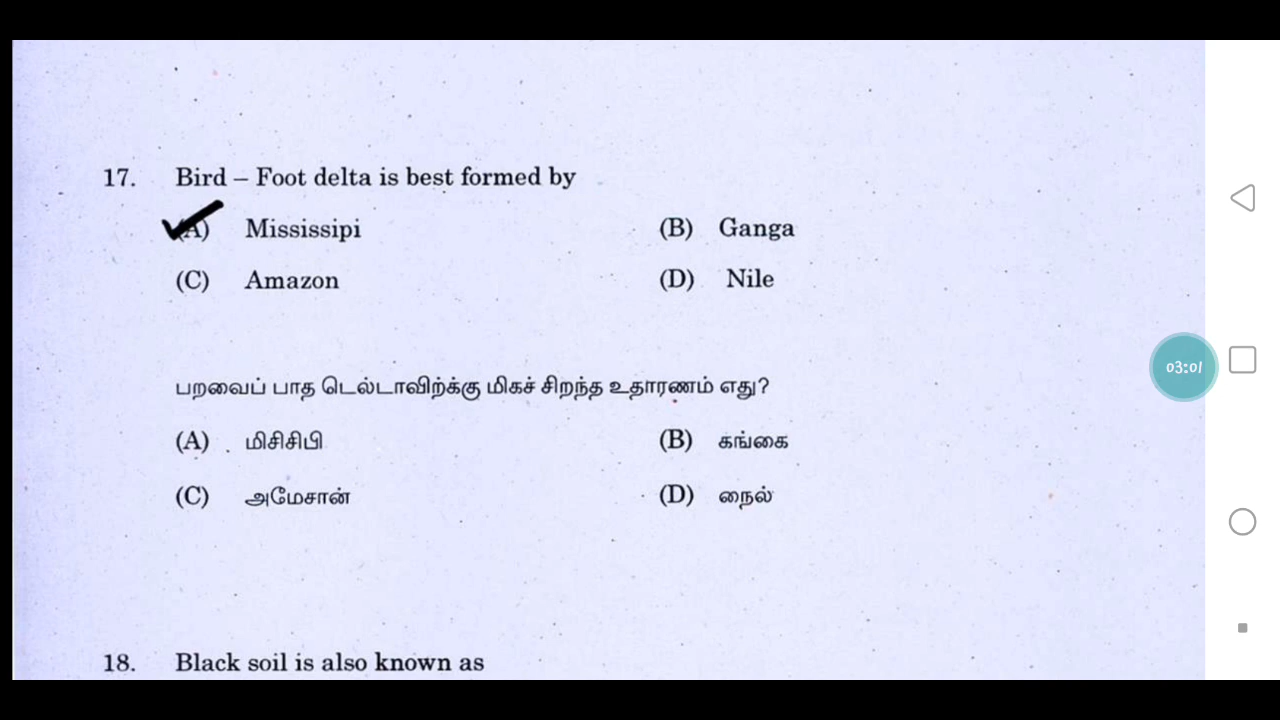 17. Bird – Foot delta is best formed by
(A) Mississipi (B) Ganga
(C) Amazon (D) Nile
பறவைப் பாத டெல்டாவிற்க்கு மிகச் சிறந்த உதாரணம் எது?
(A) மிசிசிபி (B) கங்கை
(C) அமேசான் (D) நைல்
03:01
18. Black soil is also known as